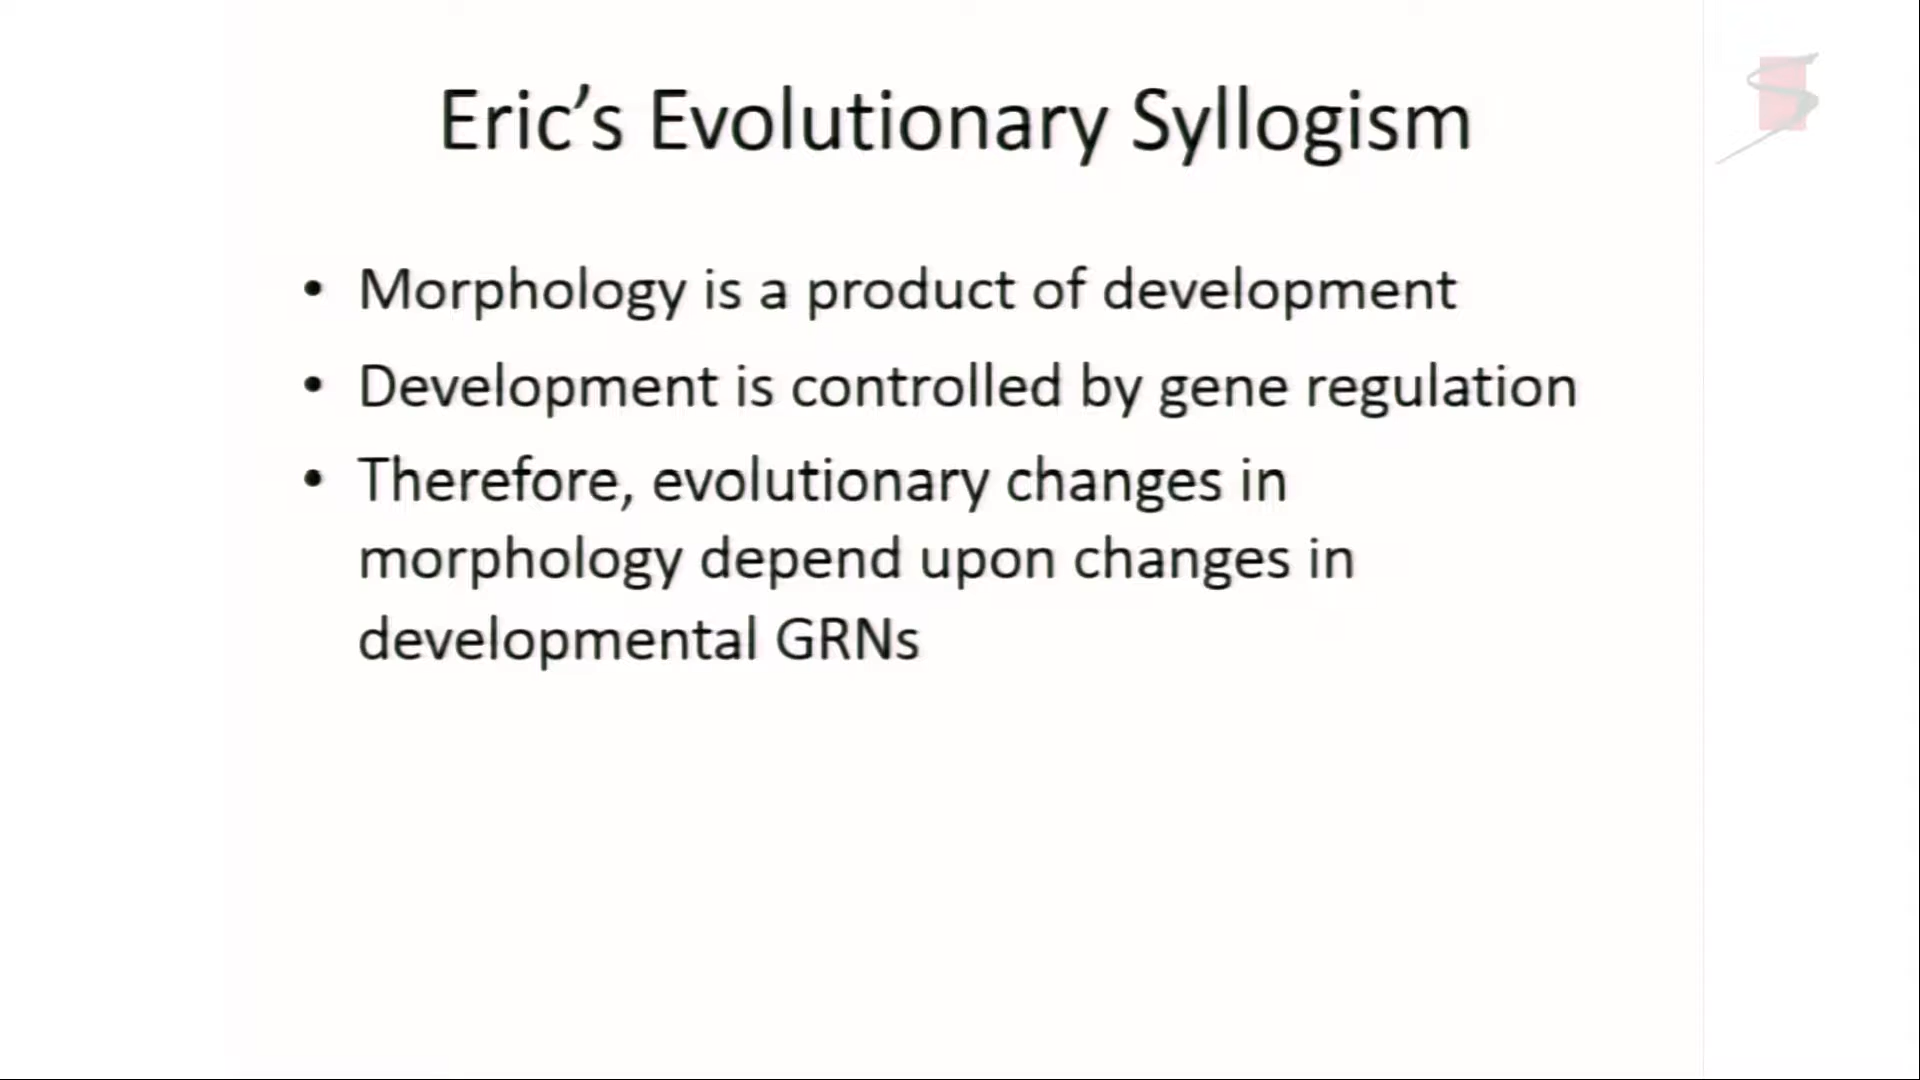 Eric’s Evolutionary Syllogism
• Morphology is a product of development
• Development is controlled by gene regulation
• Therefore, evolutionary changes in
morphology depend upon changes in
developmental GRNs